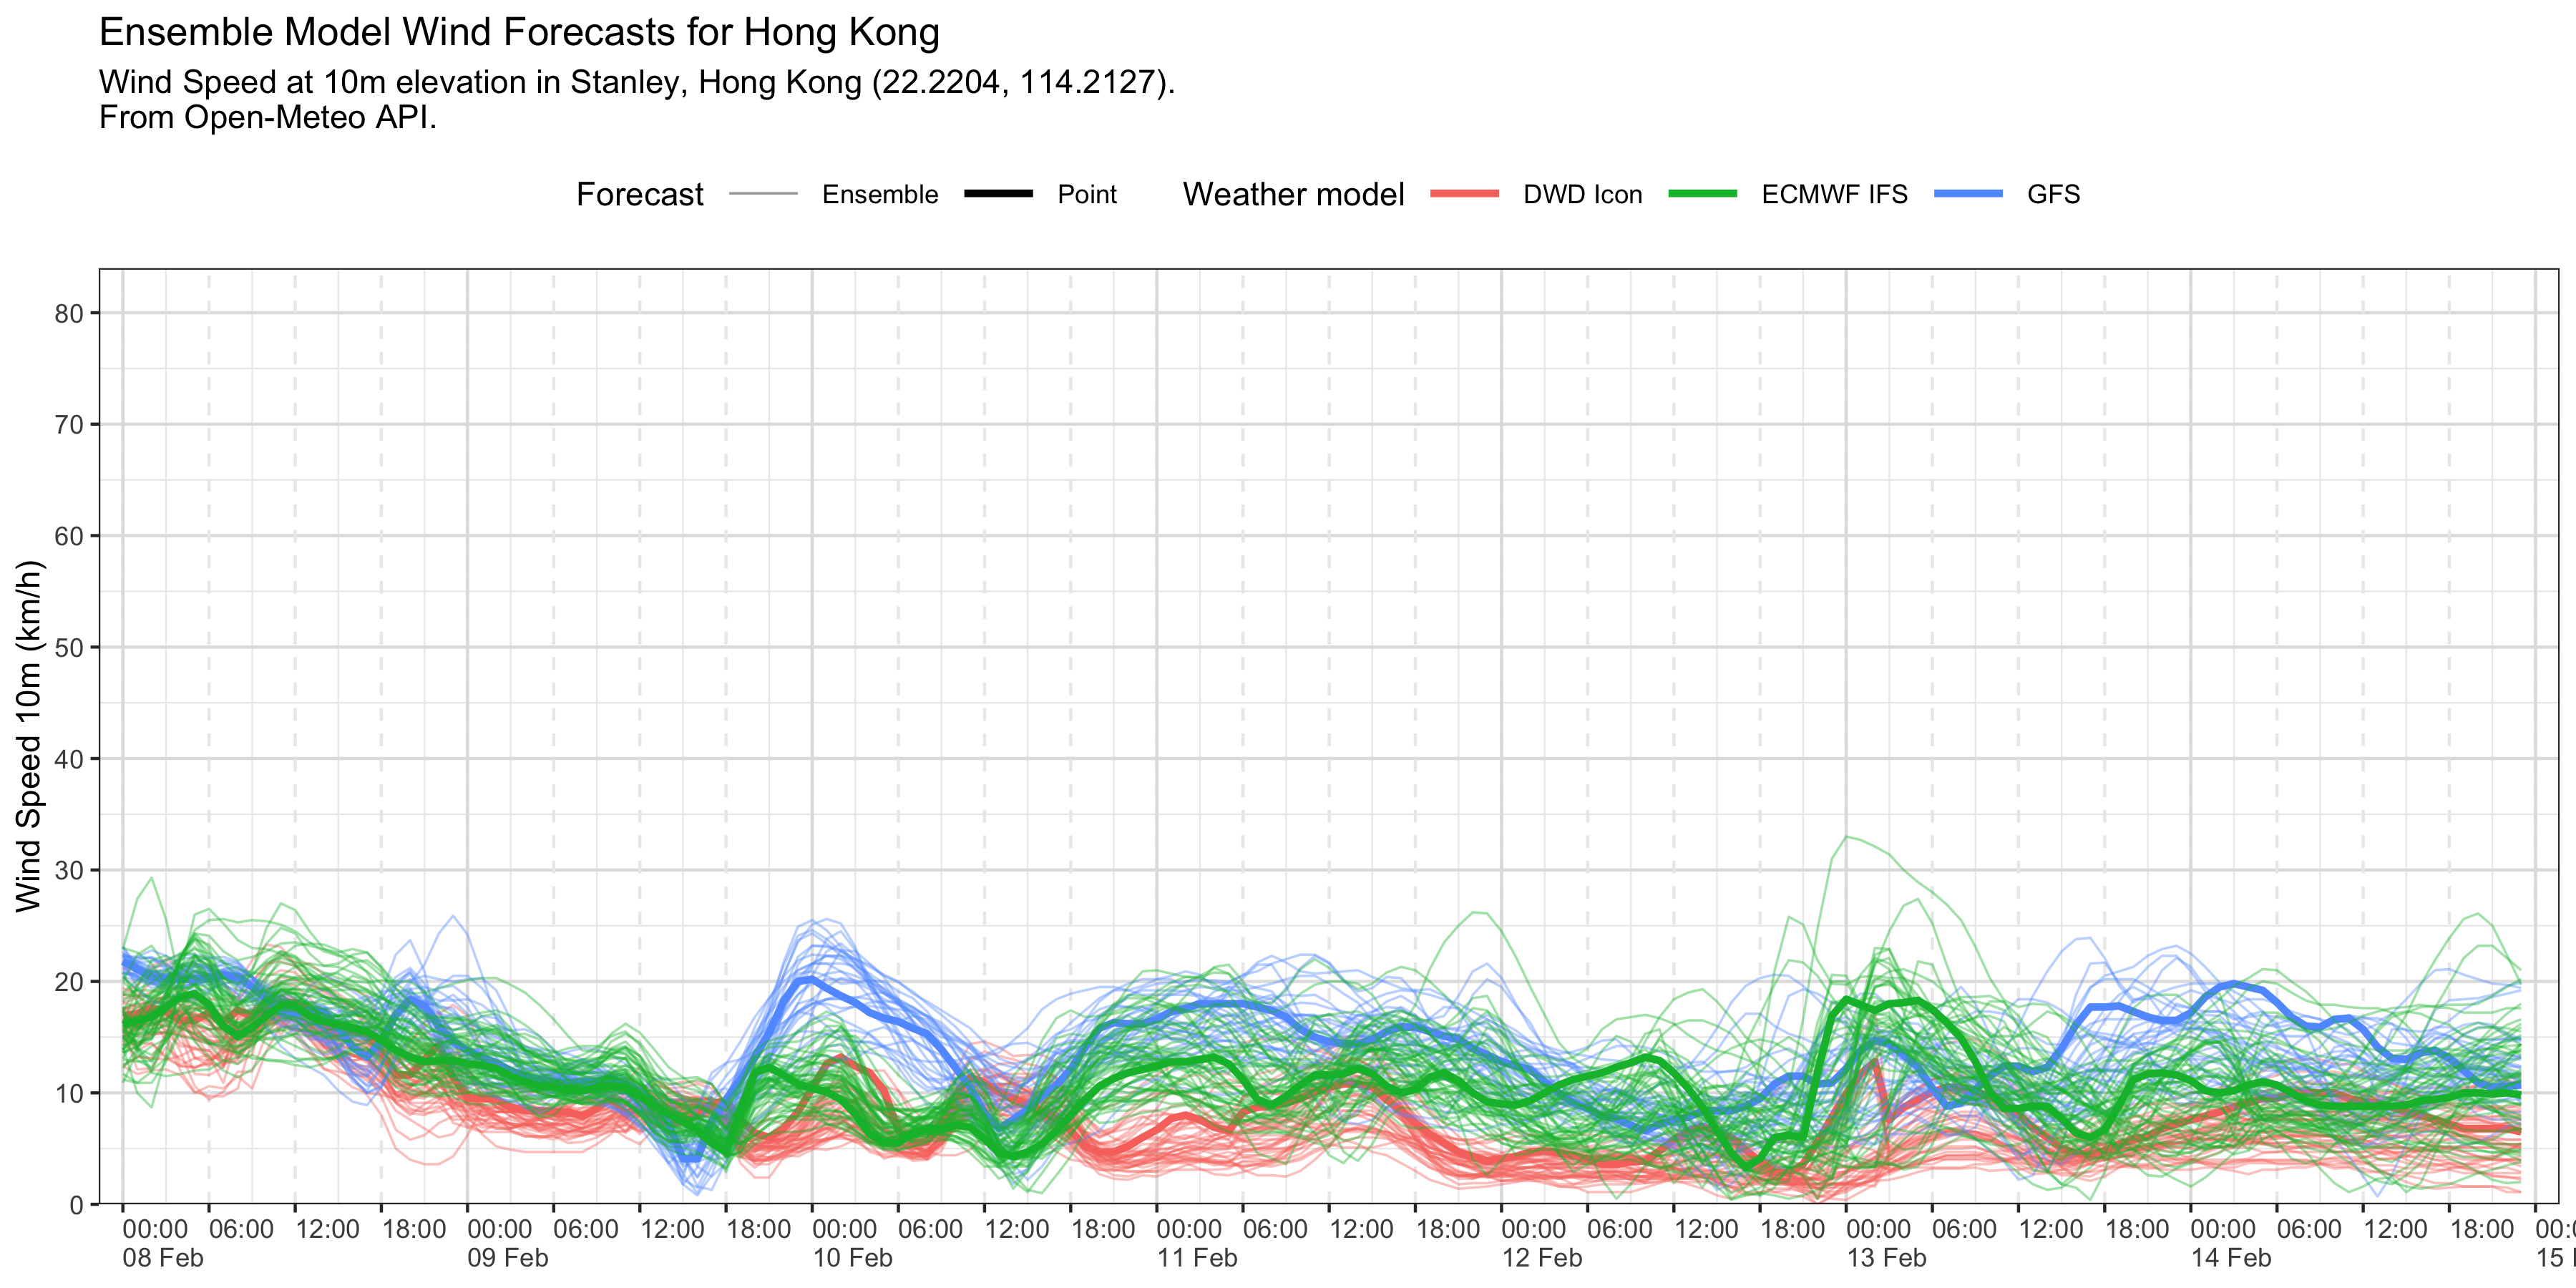 Ensemble Model Wind Forecasts for Hong Kong
Wind Speed at 10m elevation in Stanley, Hong Kong (22.2204, 114.2127).
From Open-Meteo API.
Forecast Ensemble Point Weather model DWD Icon ECMWF IFS GFS
Wind Speed 10m (km/h)
80
70
60
50
40
30
20
10
0
00:00 06:00 12:00 18:00 00:00 06:00 12:00 18:00 00:00 06:00 12:00 18:00 00:00 06:00 12:00 18:00 00:00 06:00 12:00 18:00 00:00 06:00 12:00 18:00 00:00 06:00 12:00 18:00
08 Feb 09 Feb 10 Feb 11 Feb 12 Feb 13 Feb 14 Feb 15